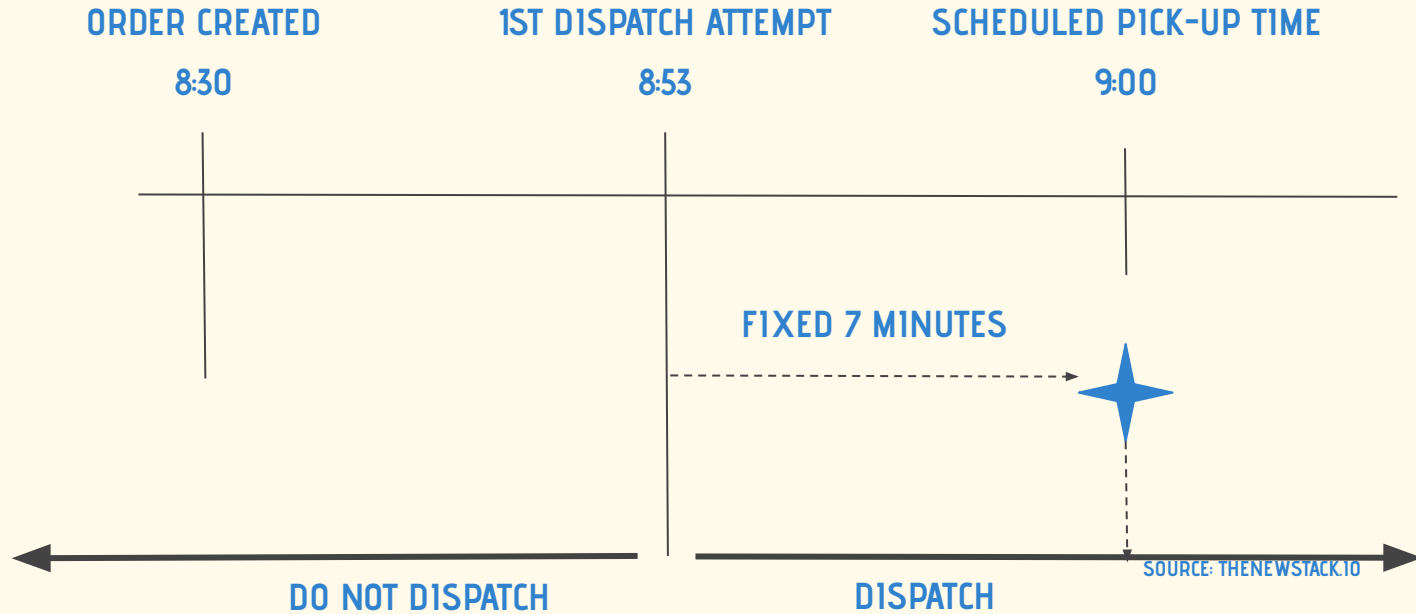 ORDER CREATED
1ST DISPATCH ATTEMPT
SCHEDULED PICK-UP TIME
8:30
8:53
9:00
FIXED 7 MINUTES
SOURCE: THENEWSTACK.IO
DO NOT DISPATCH
DISPATCH